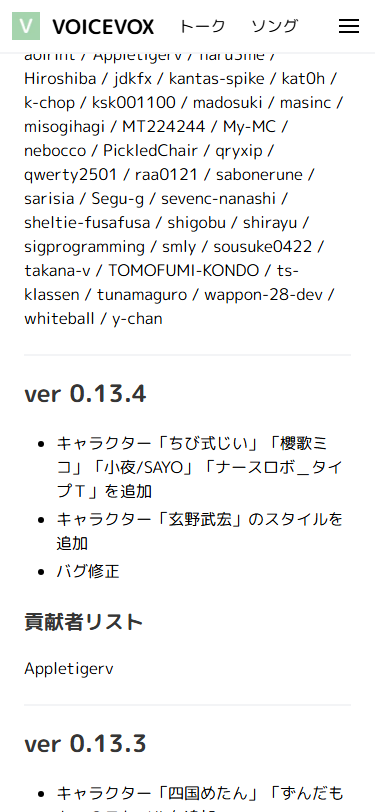 V VOICEVOX トーク ソング
aoirint / Appletigerv / haru3me /
Hiroshiba / jdkfx / kantas-spike / kat0h /
k-chop / ksk001100 / madosuki / masinc /
misogihagi / MT224244 / My-MC /
nebocco / PickledChair / qryxip /
qwerty2501 / raa0121 / sabonerune /
sarisia / Segu-g / sevenc-nanashi /
sheltie-fusafusa / shigobu / shirayu /
sigprogramming / smly / sousuke0422 /
takana-v / TOMOFUMI-KONDO / ts-
klassen / tunamaguro / wappon-28-dev /
whiteball / y-chan
ver 0.13.4
• キャラクター「ちび式じい」「櫻歌ミ
コ」「小夜/SAYO」「ナースロボ＿タイ
プＴ」を追加
• キャラクター「玄野武宏」のスタイルを
追加
• バグ修正
貢献者リスト
Appletigerv
ver 0.13.3
• キャラクター「四国めたん」「ずんだも